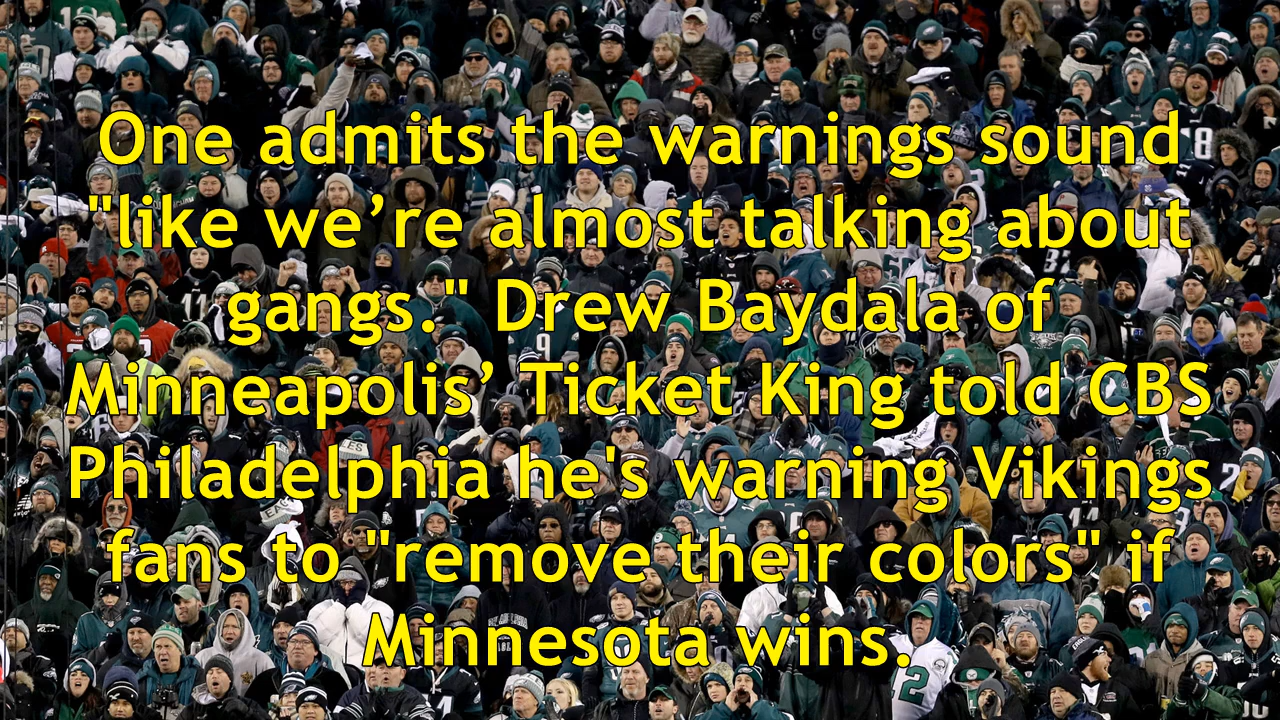 One admits the warnings sound
"like we’re almost talking about
gangs." Drew Baydala of
Minneapolis’ Ticket King told CBS
Philadelphia he's warning Vikings
fans to "remove their colors" if
Minnesota wins.